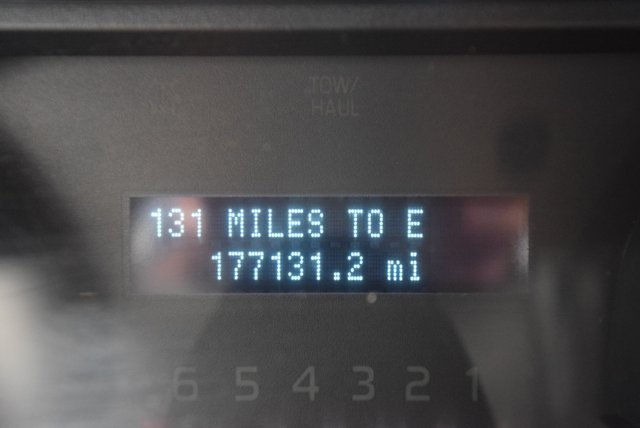 TOW/
HAUL
131 MILES TO E
177131.2 mi
6 5 4 3 2 1